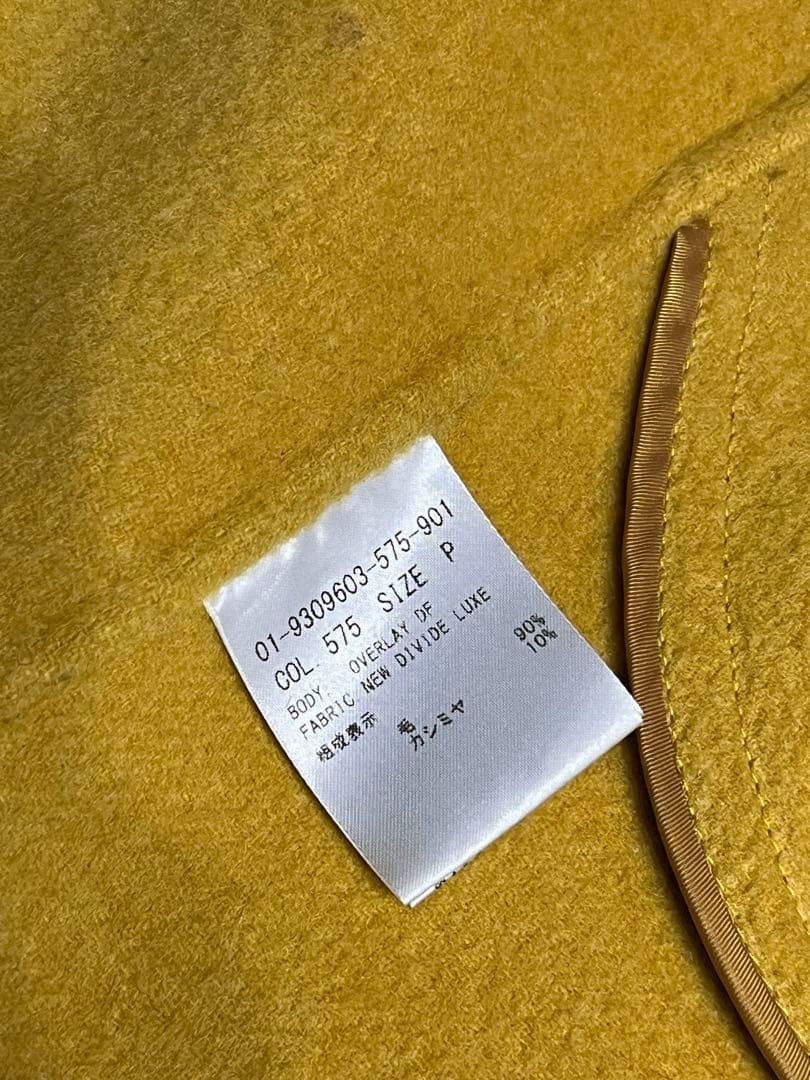 01-9309603-575-901
COL. 575 SIZE P
BODY. OVERLAY DF
FABRIC. NEW DIVIDE LUXE
組成表示 毛 90%
カシミヤ 10%